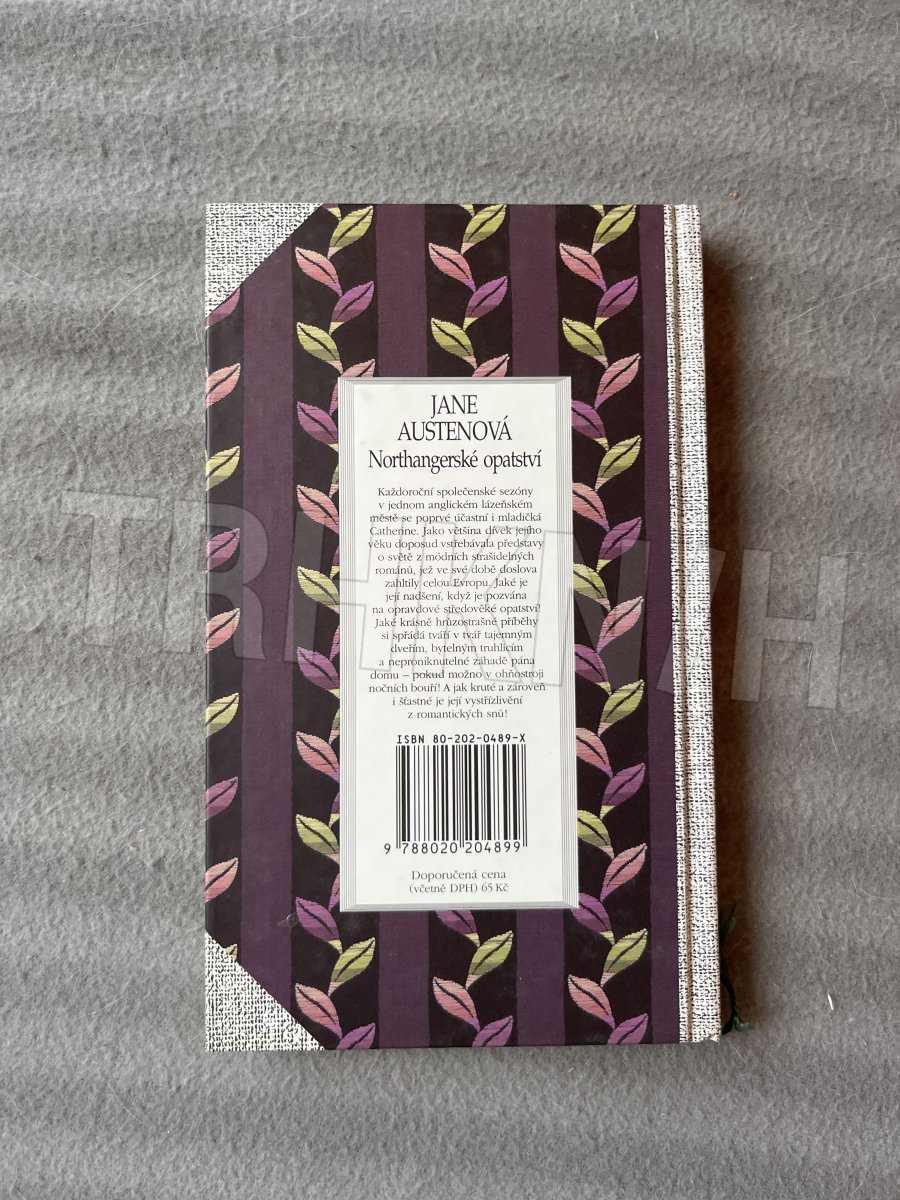 JANE
AUSTENOVÁ
Northangerské opatství
Každoroční společenské sezóny
v jednom anglickém lázeňském
městě se poprvé účastní i mladičká
Catherine. Jako většina dívek jejího
věku doposud vstřebávala představy
o světě z módních strašidelných
románů, jež ve své době doslova
zahltily celou Evropu. Jaké je
její nadšení, když je pozvána
na opravdové středověké opatství!
Jaké krásně hrůzostrašné příběhy
si spřádá tváří v tvář tajemným
dveřím, bytelným truhlicím
a neproniknutelné záhadě pána
domu – pokud možno v ohňostroji
nočních bouří! A jak kruté a zároveň
i šťastné je její vystřízlivění
z romantických snů!
ISBN 80-202-0489-X
9 788020 204899
Doporučená cena
(včetně DPH) 65 Kč
TRHKNIH